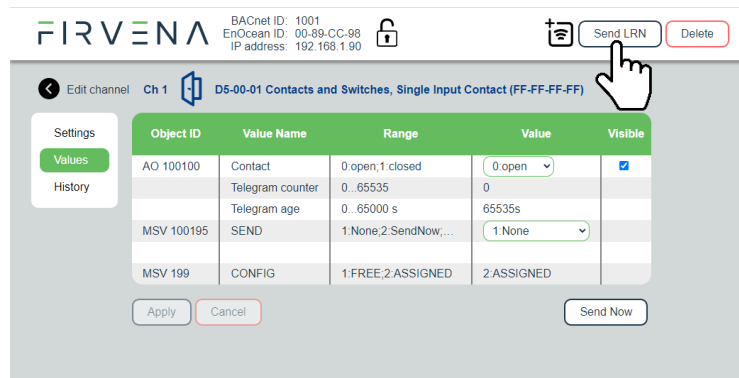 FIRVENA
BACnet ID: 1001
EnOcean ID: 00-89-CC-98
IP address: 192.168.1.90
Send LRN
Delete
Edit channel Ch 1 D5-00-01 Contacts and Switches, Single Input Contact (FF-FF-FF-FF)
Settings
Values
History
Object ID Value Name Range Value Visible
AO 100100 Contact 0:open;1:closed 0:open
Telegram counter 0...65535 0
Telegram age 0...65000 s 65535s
MSV 100195 SEND 1:None;2:SendNow;... 1:None
MSV 199 CONFIG 1:FREE;2:ASSIGNED 2:ASSIGNED
Apply Cancel Send Now